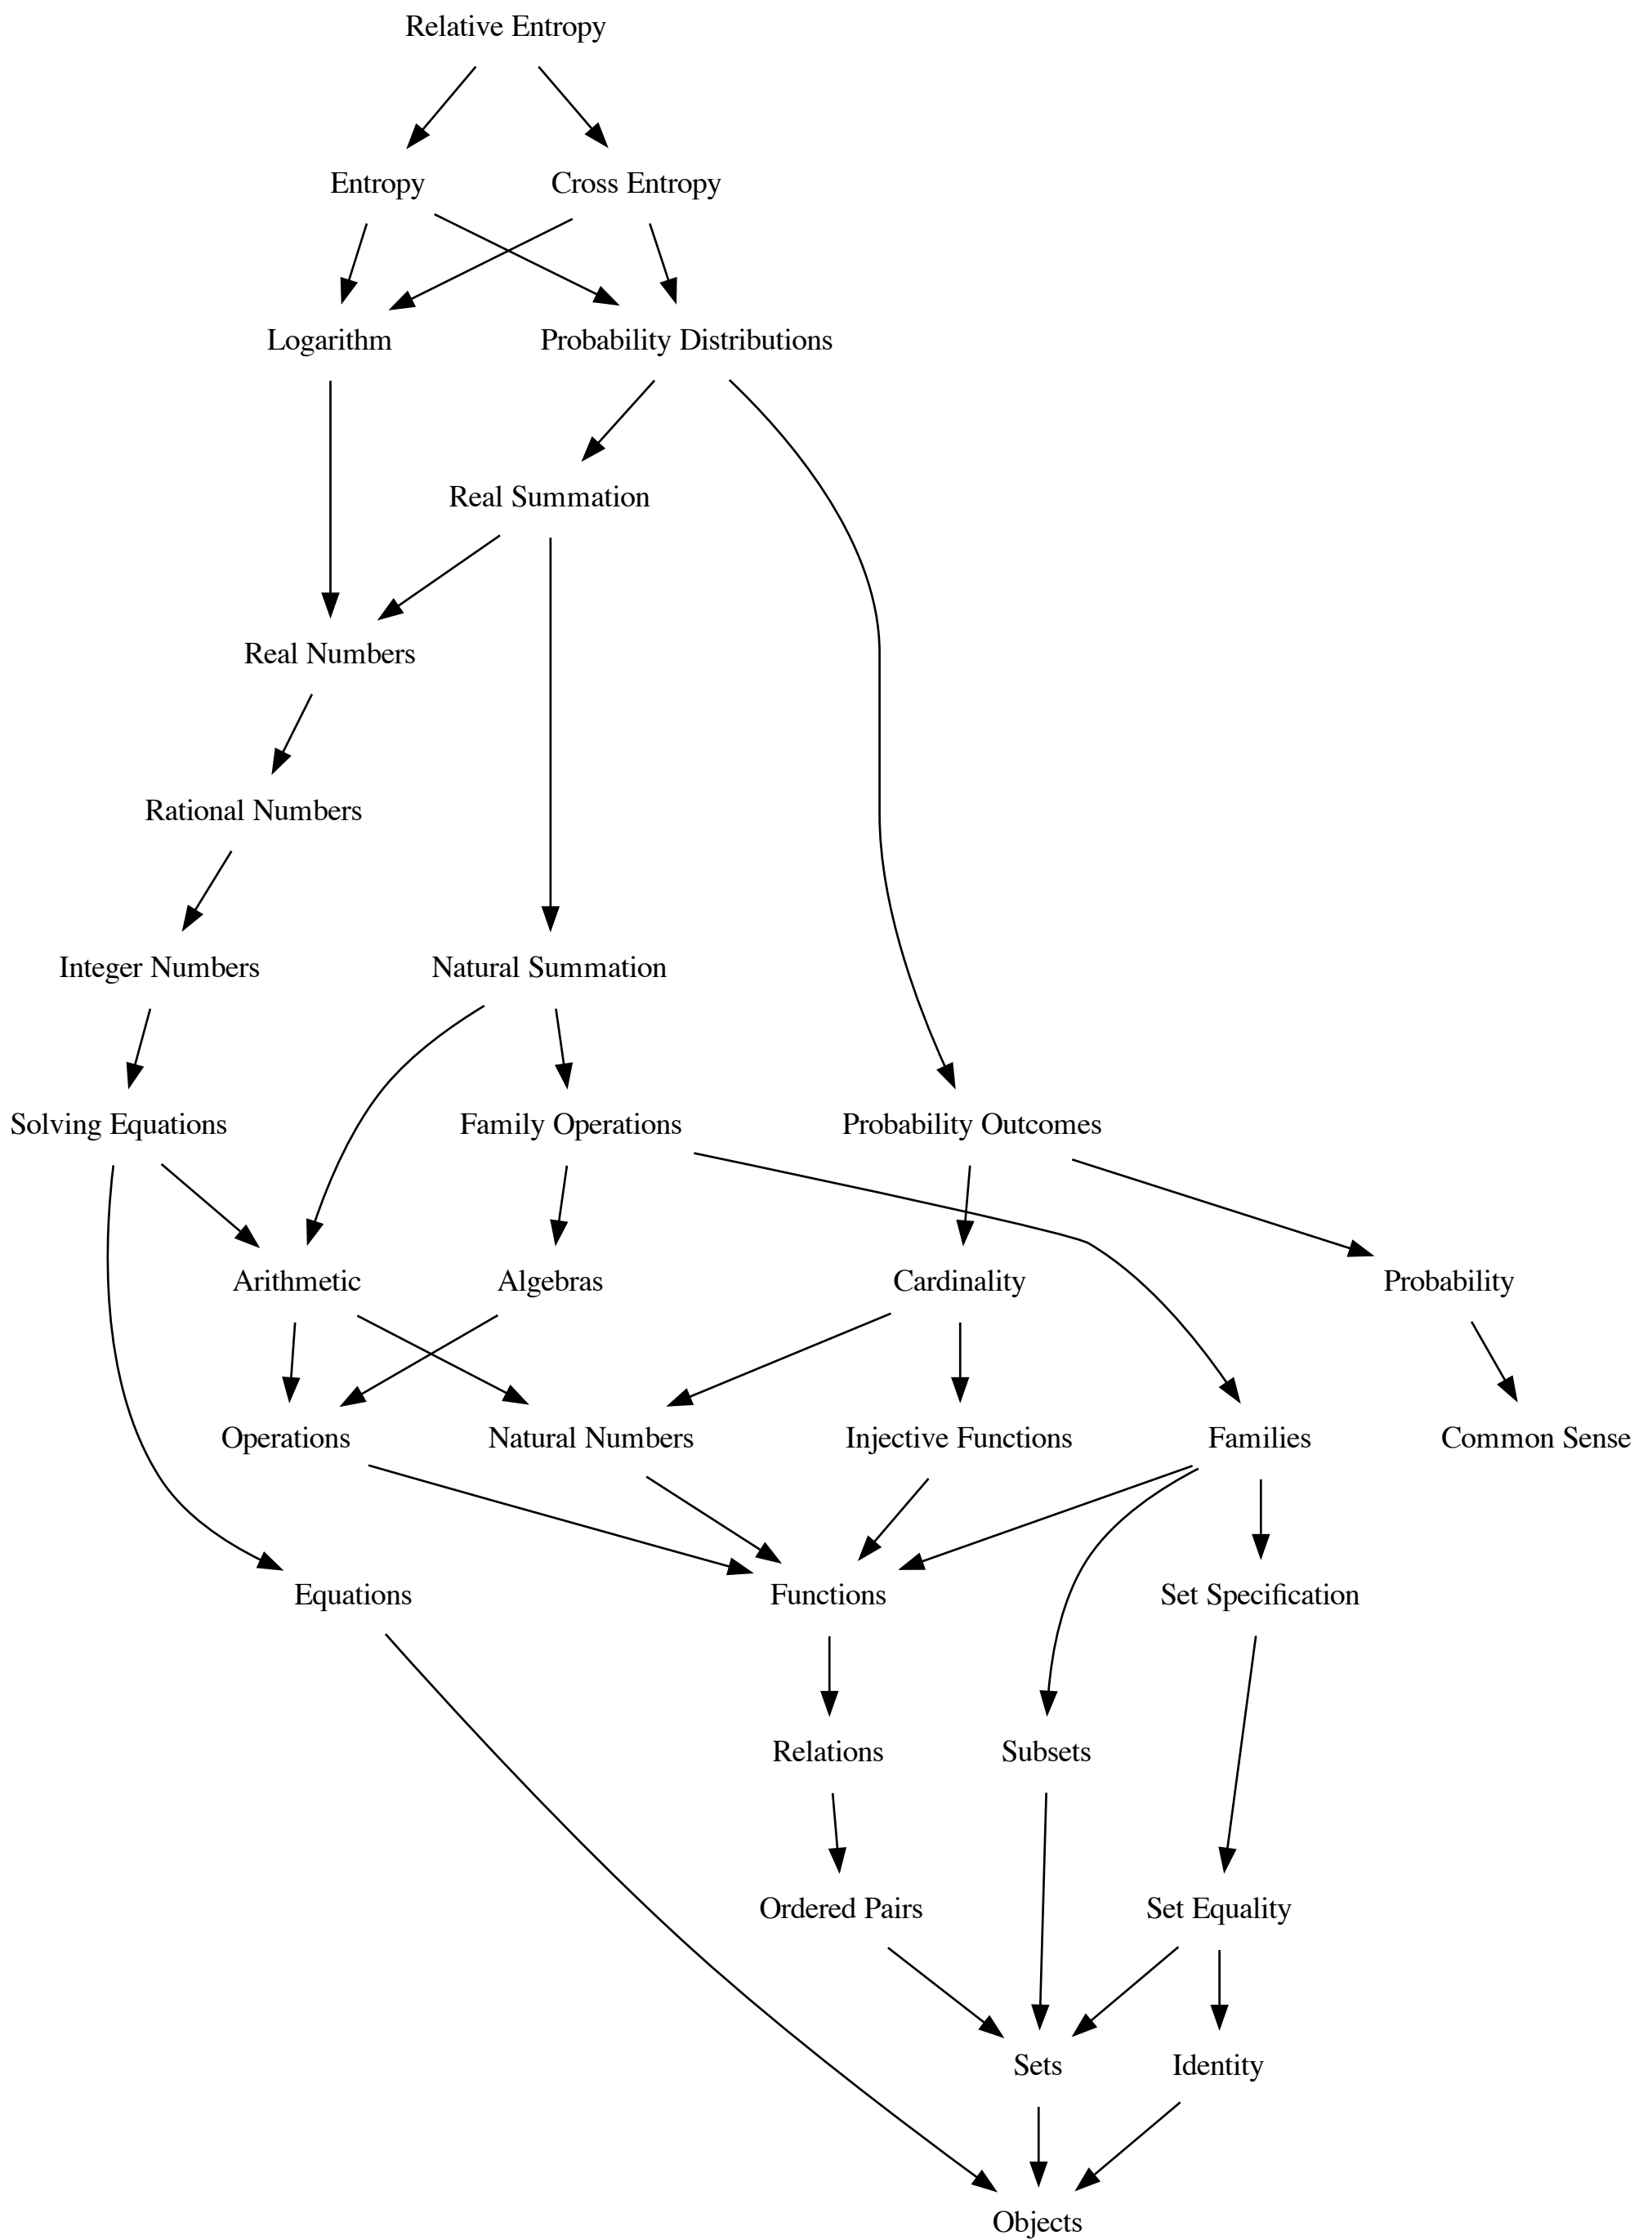 Relative Entropy
Entropy
Cross Entropy
Logarithm
Probability Distributions
Real Summation
Real Numbers
Rational Numbers
Integer Numbers
Natural Summation
Solving Equations
Family Operations
Probability Outcomes
Arithmetic
Algebras
Cardinality
Probability
Operations
Natural Numbers
Injective Functions
Families
Common Sense
Equations
Functions
Set Specification
Relations
Subsets
Ordered Pairs
Set Equality
Sets
Identity
Objects